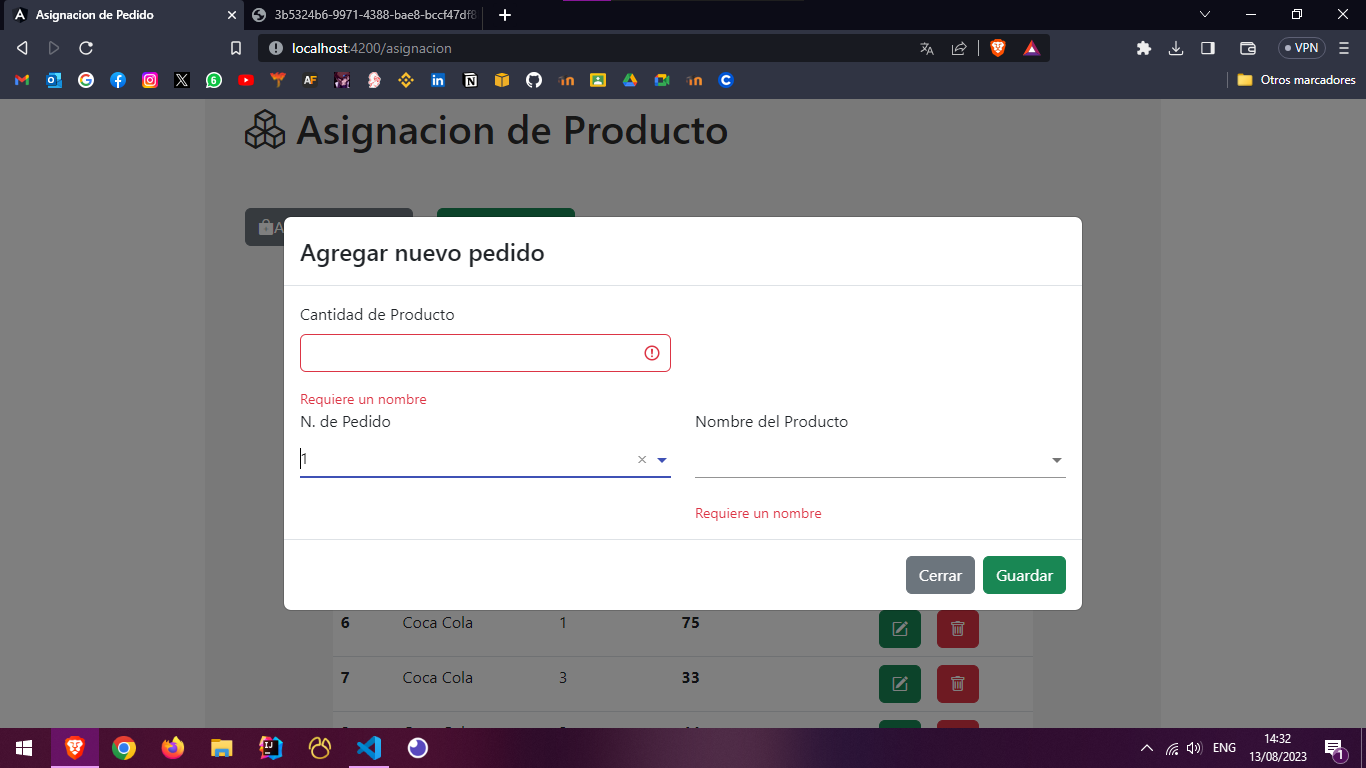 Asignacion de Pedido
3b5324b6-9971-4388-bae8-bccf47df8
localhost:4200/asignacion
VPN
Otros marcadores
Asignacion de Producto
A
Agregar nuevo pedido
Cantidad de Producto
Requiere un nombre
N. de Pedido
Nombre del Producto
1
Requiere un nombre
Cerrar
Guardar
6 Coca Cola 1 75
7 Coca Cola 3 33
ENG
14:32
13/08/2023
1